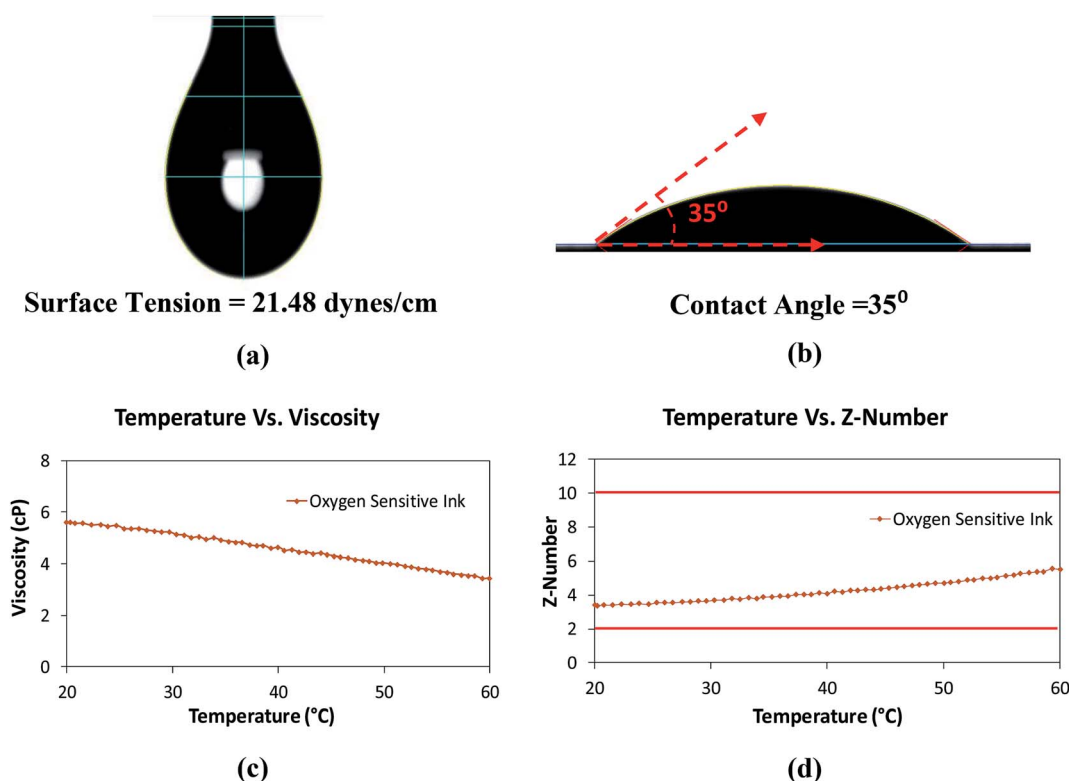 35⁰
Surface Tension = 21.48 dynes/cm
Contact Angle =35⁰
(a)
(b)
Temperature Vs. Viscosity
8
6
4
2
0
Viscosity (cP)
Oxygen Sensitive Ink
20
30
40
50
60
Temperature (°C)
(c)
Temperature Vs. Z-Number
12
10
8
6
4
2
0
Z-Number
Oxygen Sensitive Ink
20
30
40
50
60
Temperature (°C)
(d)